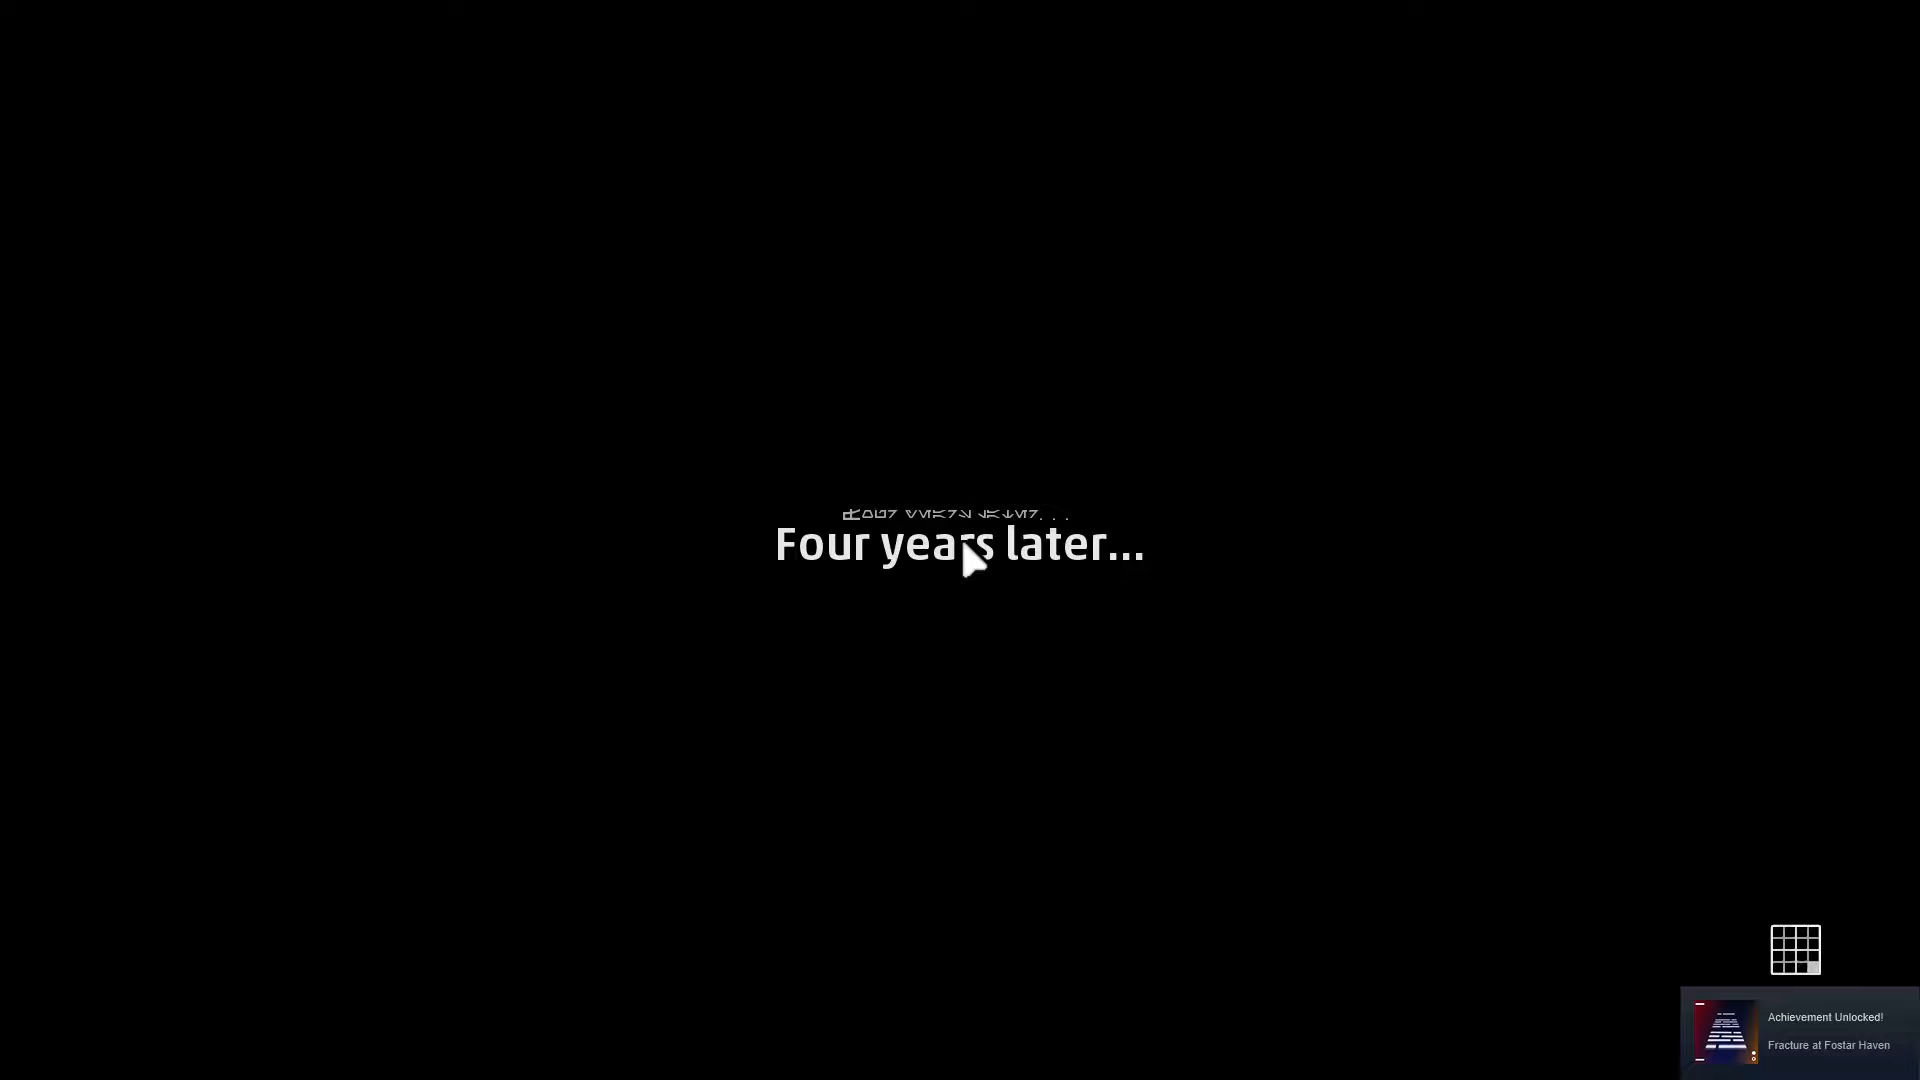 Four years later...
Achievement Unlocked!
Fracture at Fostar Haven